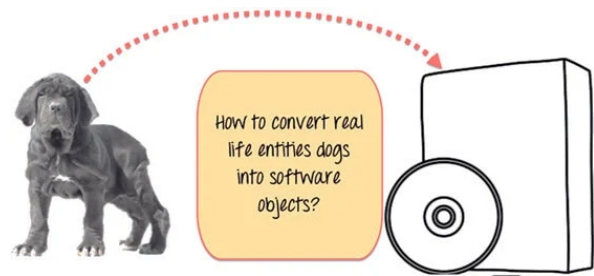 How to convert real
life entities dogs
into software
objects?